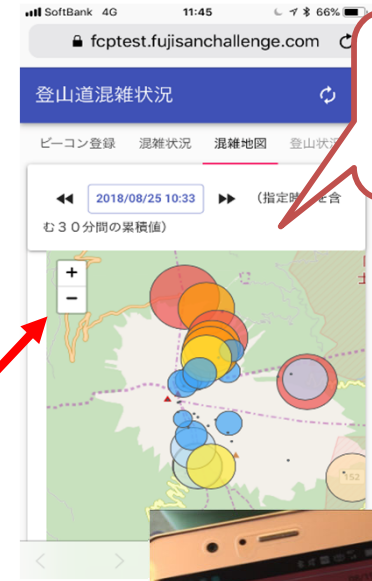 SoftBank 4G 11:45 66%
fcptest.fujisanchallenge.com
登山道混雑状況
ビーコン登録 混雑状況 混雑地図 登山状
2018/08/25 10:33 （指定時 を含
む３０分間の累積値）
+
−
152